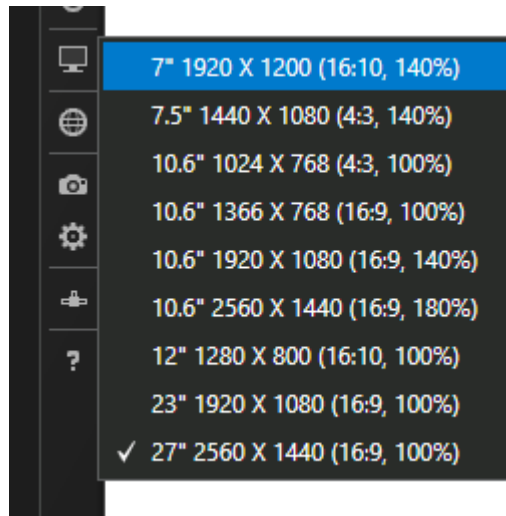 7" 1920 X 1200 (16:10, 140%)
7.5" 1440 X 1080 (4:3, 140%)
10.6" 1024 X 768 (4:3, 100%)
10.6" 1366 X 768 (16:9, 100%)
10.6" 1920 X 1080 (16:9, 140%)
10.6" 2560 X 1440 (16:9, 180%)
12" 1280 X 800 (16:10, 100%)
23" 1920 X 1080 (16:9, 100%)
27" 2560 X 1440 (16:9, 100%)
?